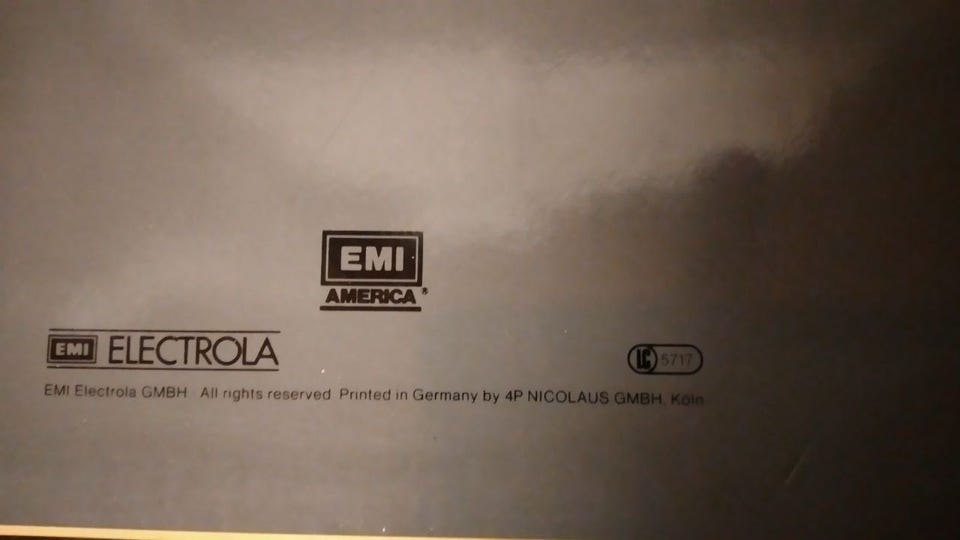 EMI
AMERICA®
EMI ELECTROLA
LC 5717
EMI Electrola GMBH All rights reserved Printed in Germany by 4P NICOLAUS GMBH, Köln